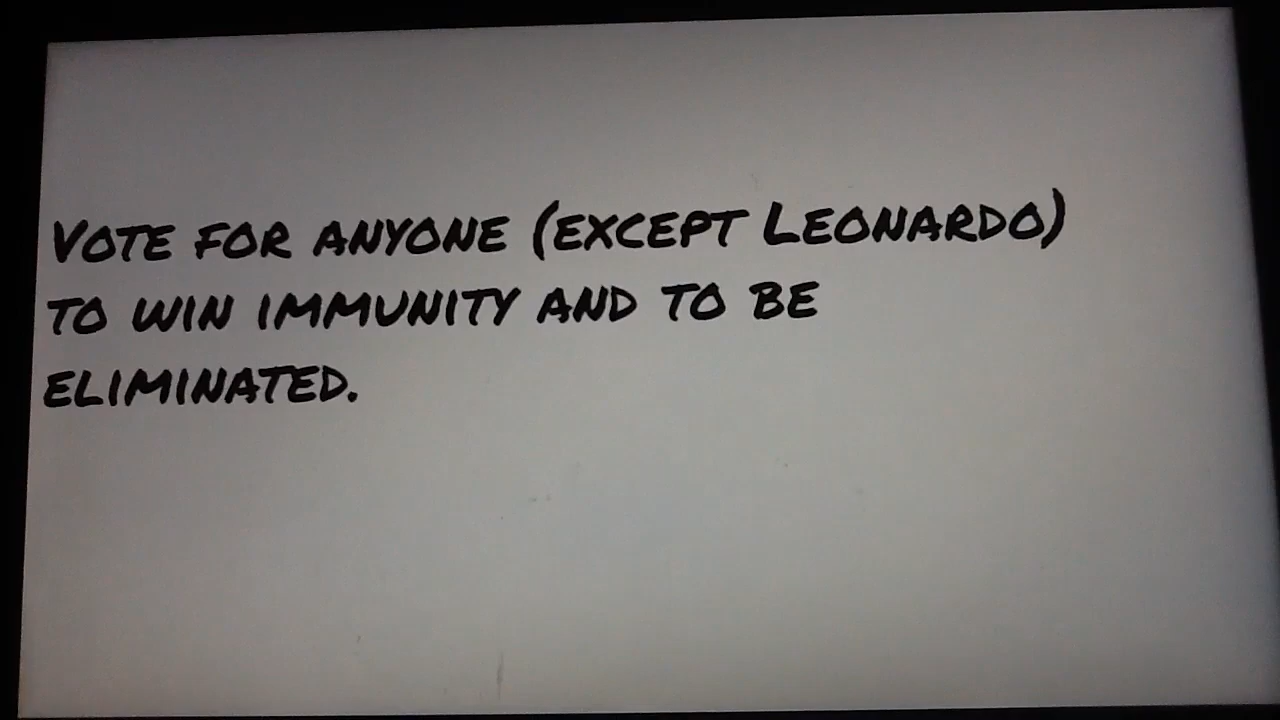 Vote for anyone (except Leonardo)
to win immunity and to be
eliminated.